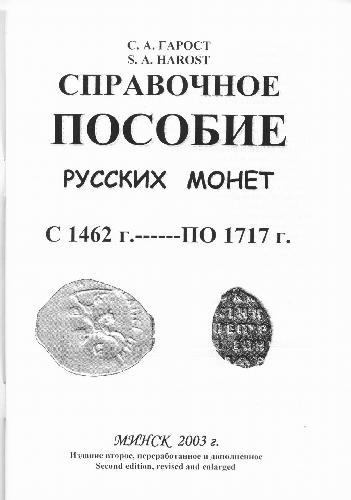 С. А. ГАРОСТ
S. A. HAROST
СПРАВОЧНОЕ
ПОСОБИЕ
РУССКИХ МОНЕТ
С 1462 г.------ПО 1717 г.
МИНСК 2003 г.
Издание второе, переработанное и дополненное
Second edition, revised and enlarged